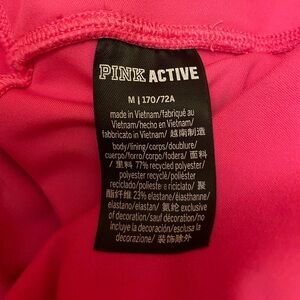 PINK ACTIVE
M | 170/72A
made in Vietnam/fabriqué au
Vietnam/hecho en Vietnam/
fabbricato in Vietnam/ 越南制造
body/lining/corps/doublure/
cuerpo/forro/corpo/fodera/ 面料
/ 里料 77% recycled polyester/
polyester recyclé/poliéster
reciclado/poliestere riciclato/ 聚
酯纤维 23% elastane/élasthanne/
elastano/elastan/ 氨纶 exclusive
of decoration/sauf décoration/no
incluye la decoración/esclusa la
decorazione/ 装饰除外